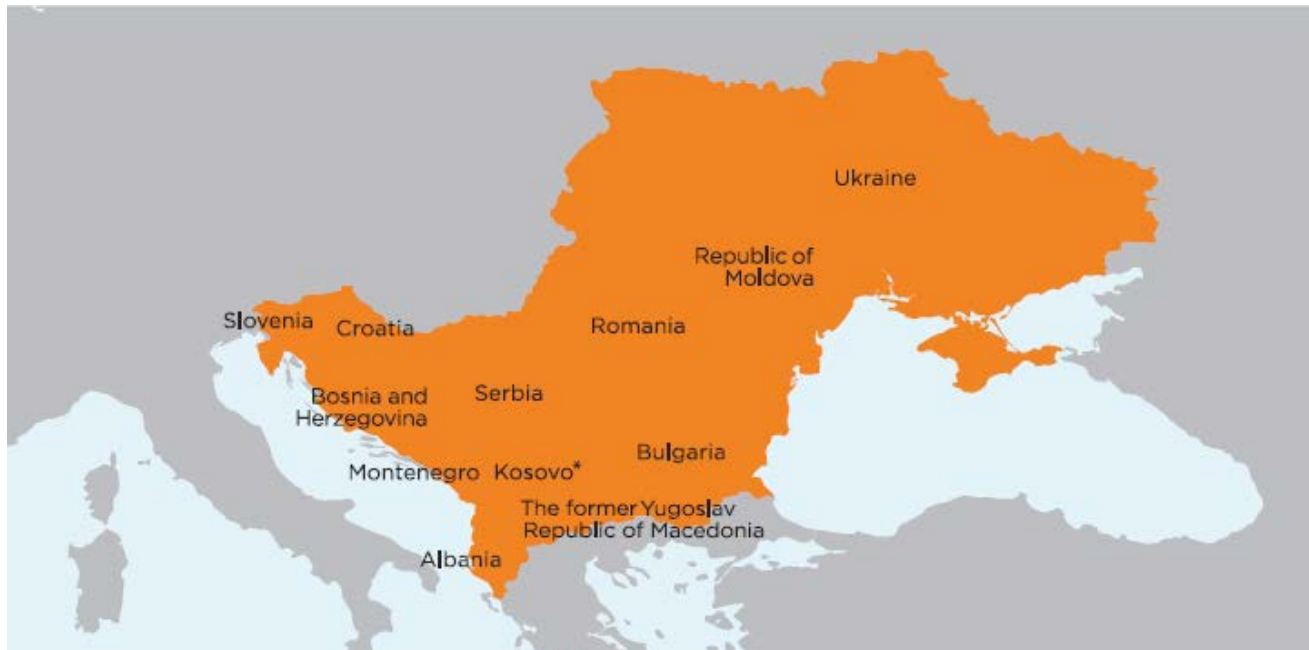 Ukraine
Republic of
Moldova
Slovenia
Croatia
Romania
Bosnia and
Herzegovina
Serbia
Bulgaria
Montenegro
Kosovo*
The former Yugoslav
Republic of Macedonia
Albania